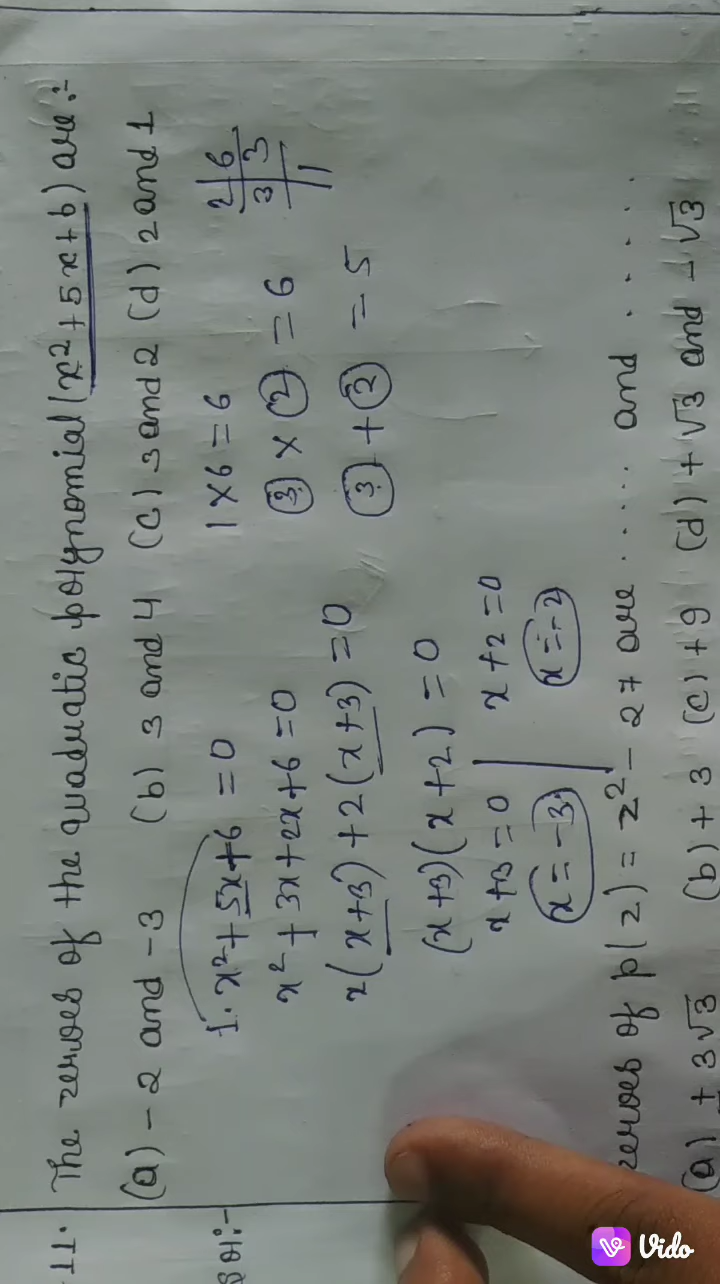 11. The zeroes of the quadratic polynomial (x² + 5x + 6) are :-
(a) - 2 and - 3 (b) 3 and 4 (c) 3 and 2 (d) 2 and 1
Sol:-
1. x² + 5x + 6 = 0
x² + 3x + 2x + 6 = 0
x(x+3) + 2(x+3) = 0
(x+3)(x+2) = 0
x+3 = 0 | x+2 = 0
x = -3 | x = -2
1 × 6 = 6
3 × 2 = 6
3 + 2 = 5
2 | 6
3 | 3
1
zeroes of p(z) = z² - 27 are ..... and ......
(a) ± 3√3 (b) + 3 (c) + 9 (d) + √3 and - √3
Vido